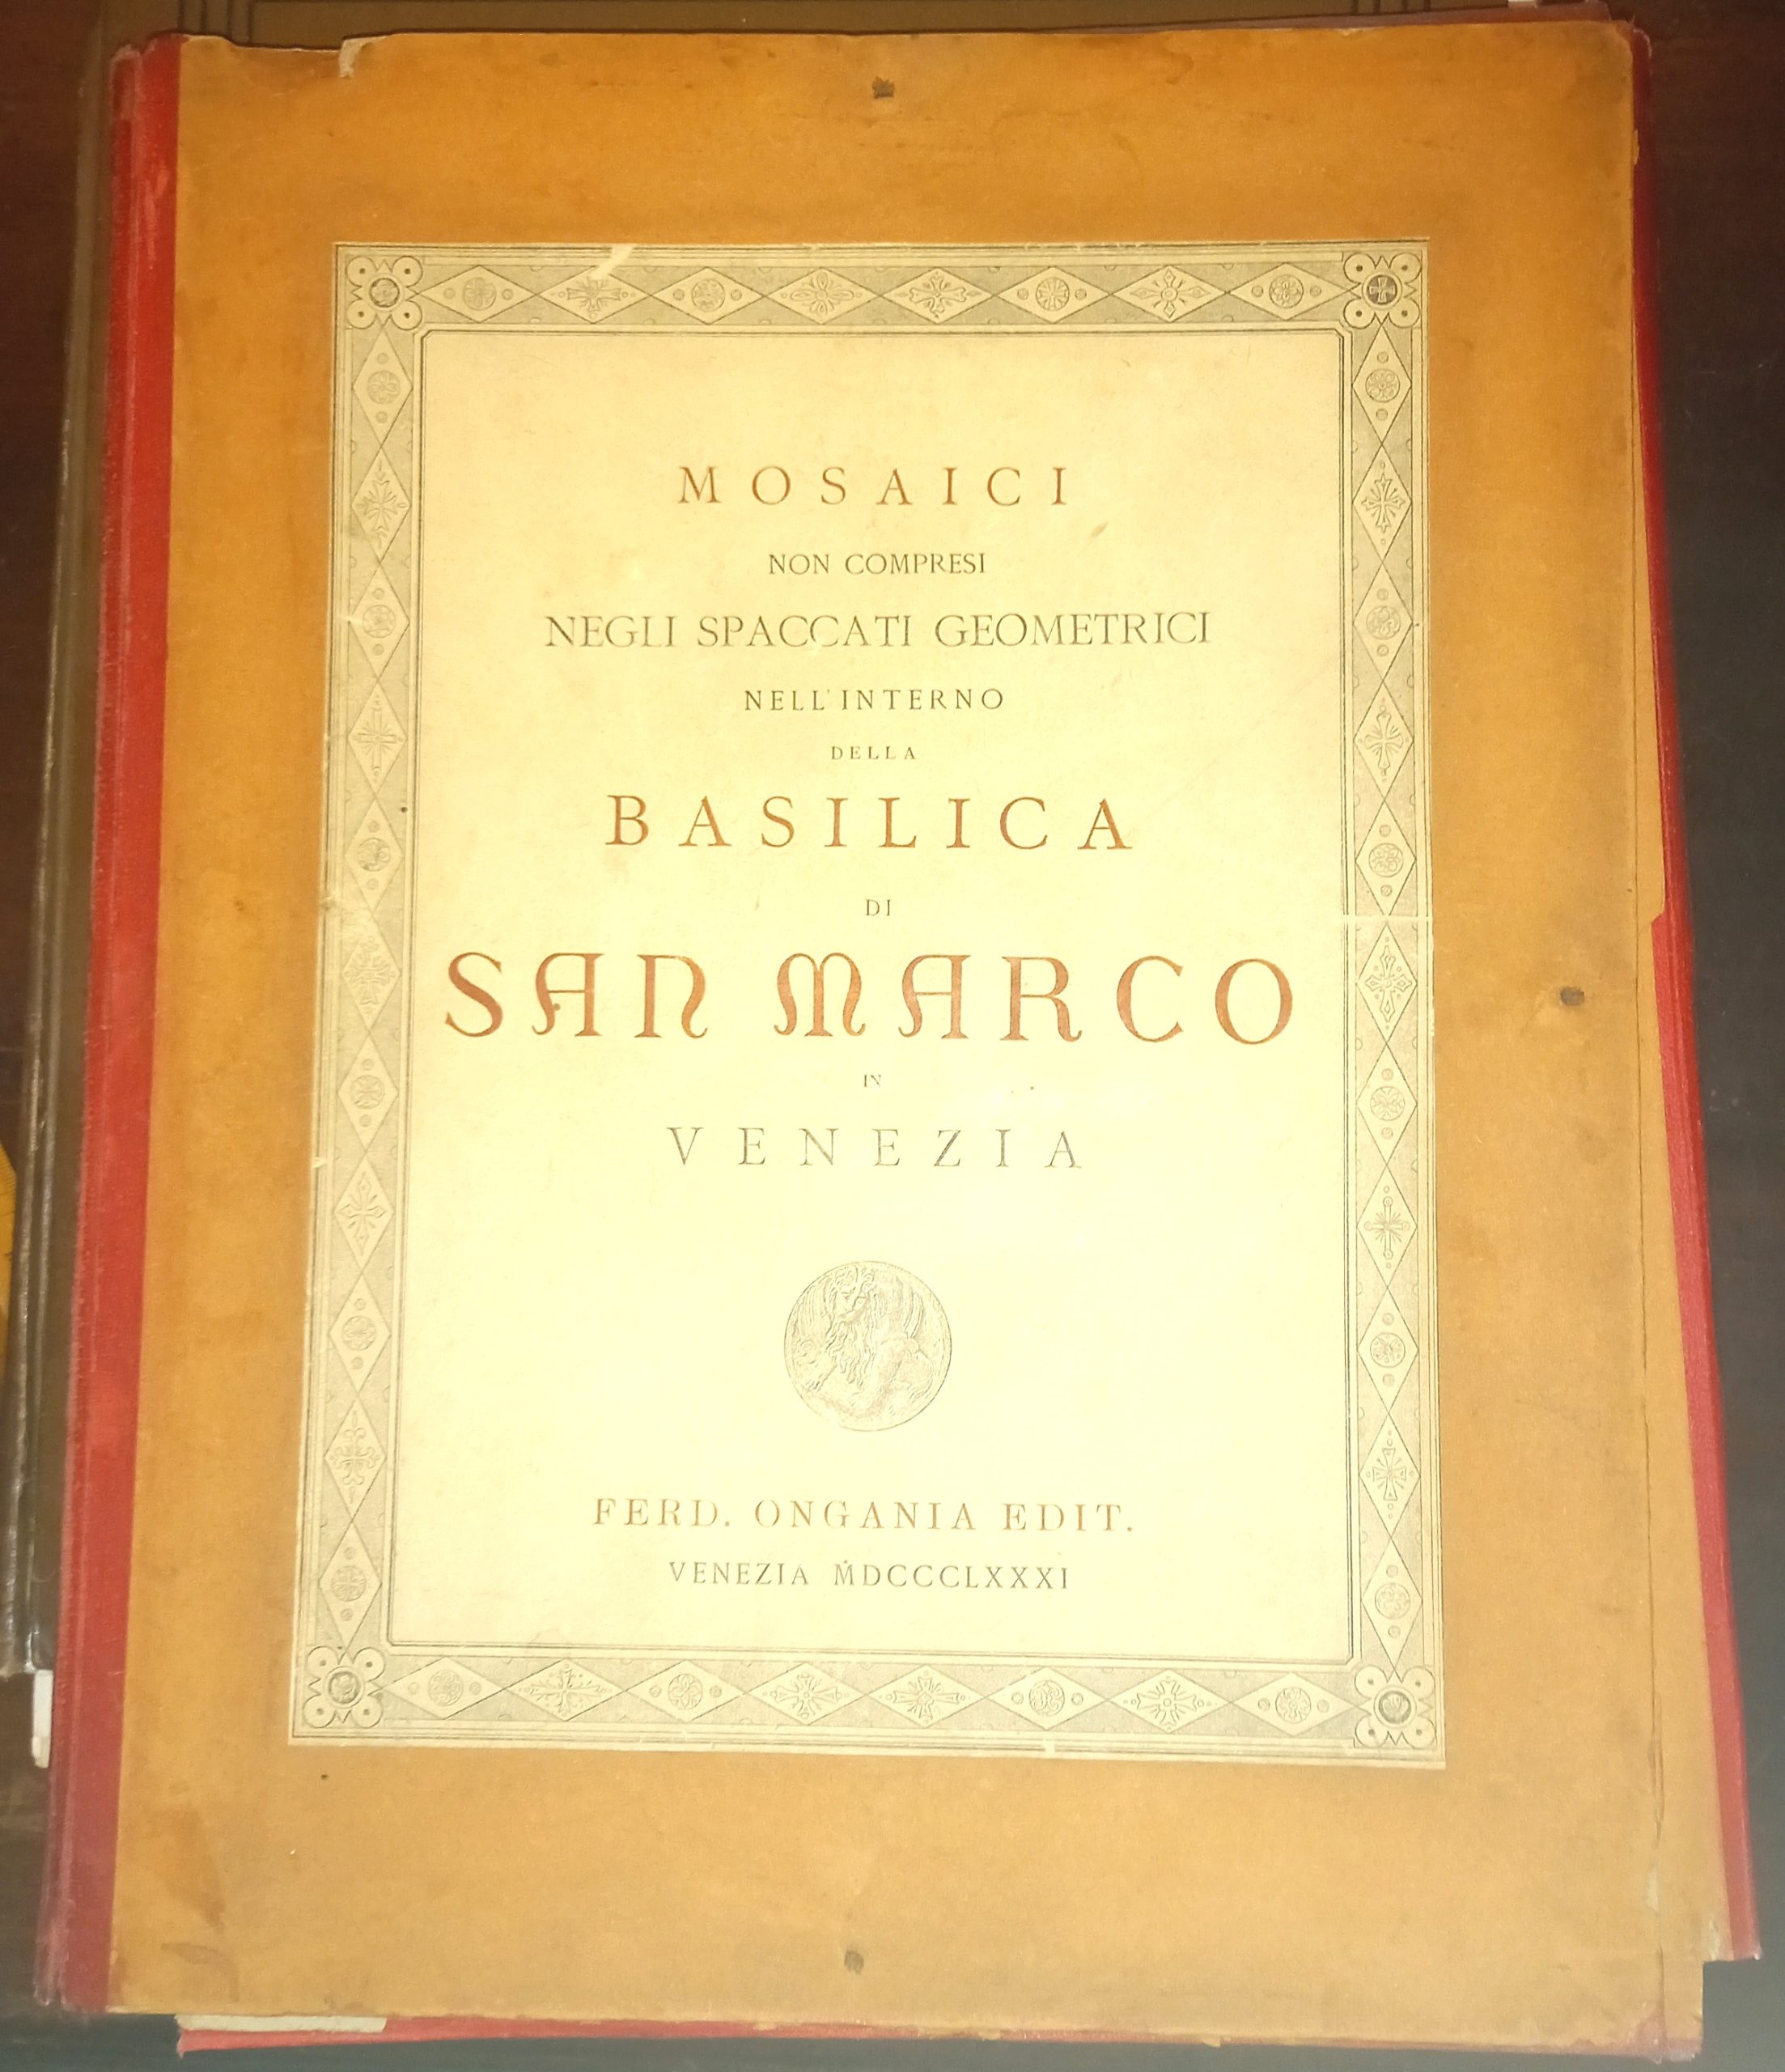 MOSAICI
NON COMPRESI
NEGLI SPACCATI GEOMETRICI
NELL'INTERNO
DELLA
BASILICA
DI
SAN MARCO
IN
VENEZIA
FERD. ONGANIA EDIT.
VENEZIA MDCCCLXXXI